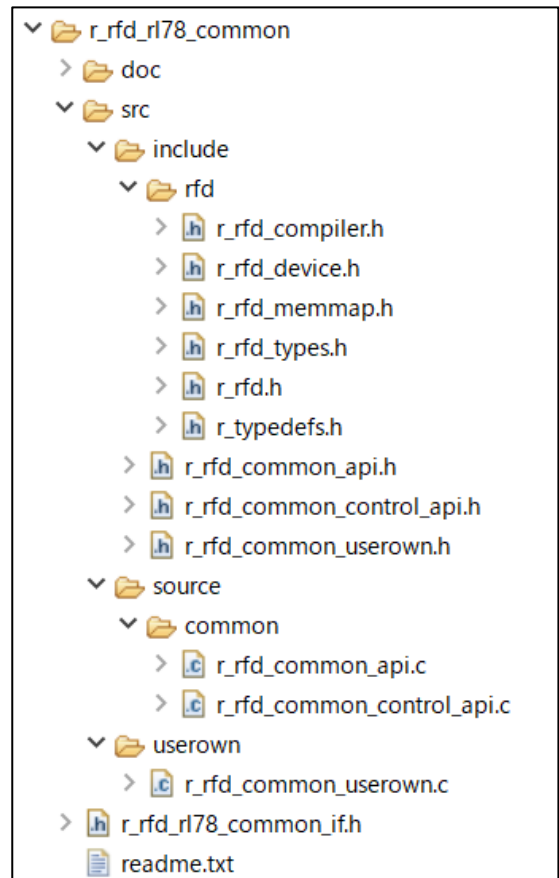 r_rfd_rl78_common
doc
src
include
rfd
r_rfd_compiler.h
r_rfd_device.h
r_rfd_memmap.h
r_rfd_types.h
r_rfd.h
r_typedefs.h
r_rfd_common_api.h
r_rfd_common_control_api.h
r_rfd_common_userown.h
source
common
r_rfd_common_api.c
r_rfd_common_control_api.c
userown
r_rfd_common_userown.c
r_rfd_rl78_common_if.h
readme.txt